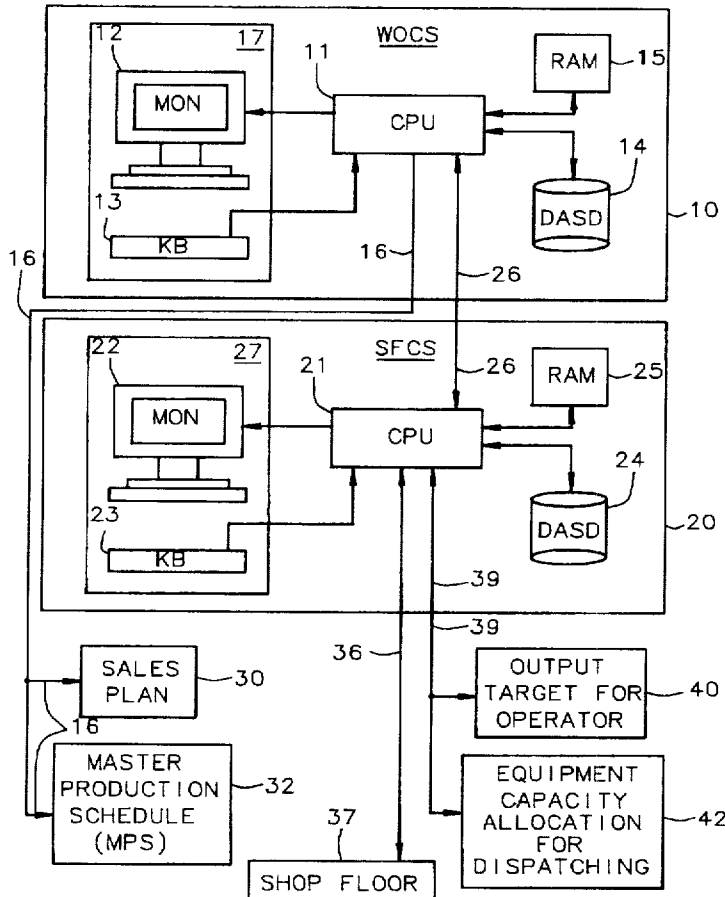 12
17
WOCS
11
RAM
15
MON
CPU
14
DASD
10
13
KB
16
16
26
22
27
SFCS
21
26
RAM
25
MON
CPU
24
DASD
20
23
KB
39
39
36
SALES
PLAN
30
OUTPUT
TARGET FOR
OPERATOR
40
16
MASTER
PRODUCTION
SCHEDULE
(MPS)
32
EQUIPMENT
CAPACITY
ALLOCATION
FOR
DISPATCHING
42
37
SHOP FLOOR